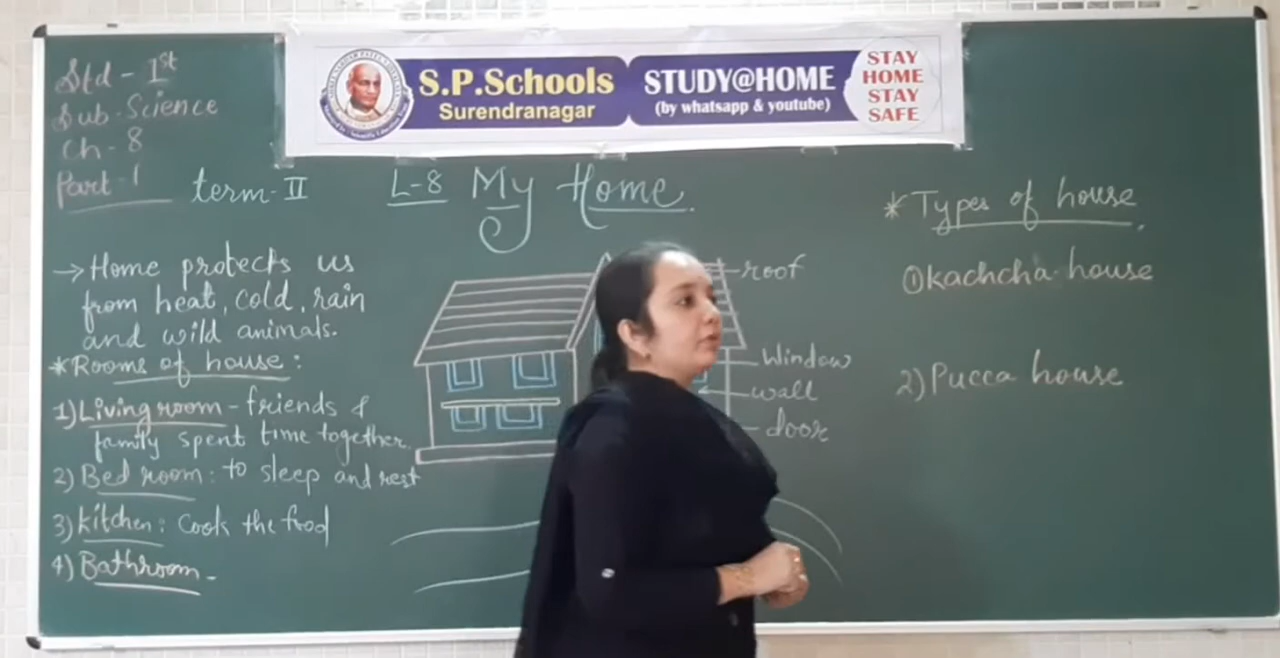 S.P.Schools
Surendranagar
STUDY@HOME
(by whatsapp & youtube)
STAY
HOME
STAY
SAFE
Std - 1st
Sub-Science
Ch-8
Part-1
term-II
L-8 My Home.
→ Home protects us
from heat, cold, rain
and wild animals.
*Rooms of house:
1) Living room - friends &
family spent time together.
2) Bed room: to sleep and rest
3) kitchen: Cook the food
4) Bathroom -
roof
Window
wall
door
* Types of house.
① kachcha house
2) Pucca house